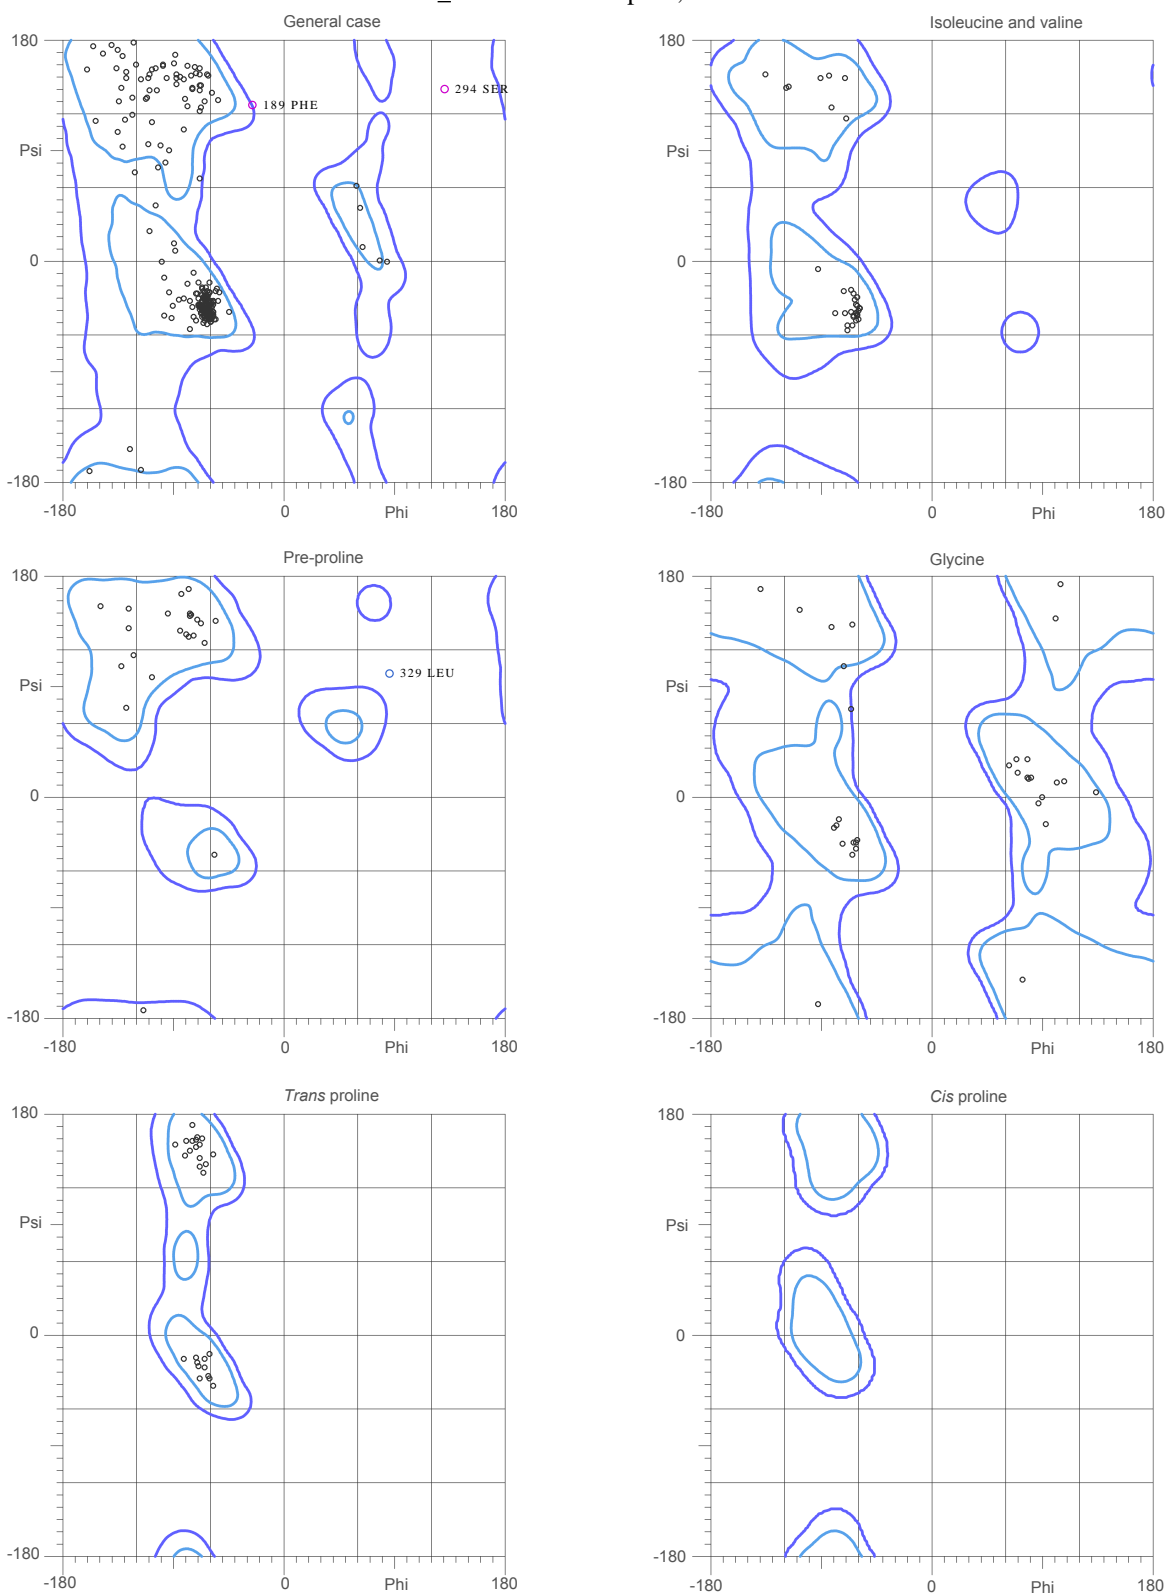 General case
Isoleucine and valine
180
180
294 SER
189 PHE
Psi
Psi
0
0
-180
-180
-180
0
Phi
180
-180
0
Phi
180
Pre-proline
Glycine
180
180
329 LEU
Psi
Psi
0
0
-180
-180
-180
0
Phi
180
-180
0
Phi
180
Trans proline
Cis proline
180
180
Psi
Psi
0
0
-180
-180
-180
0
Phi
180
-180
0
Phi
180